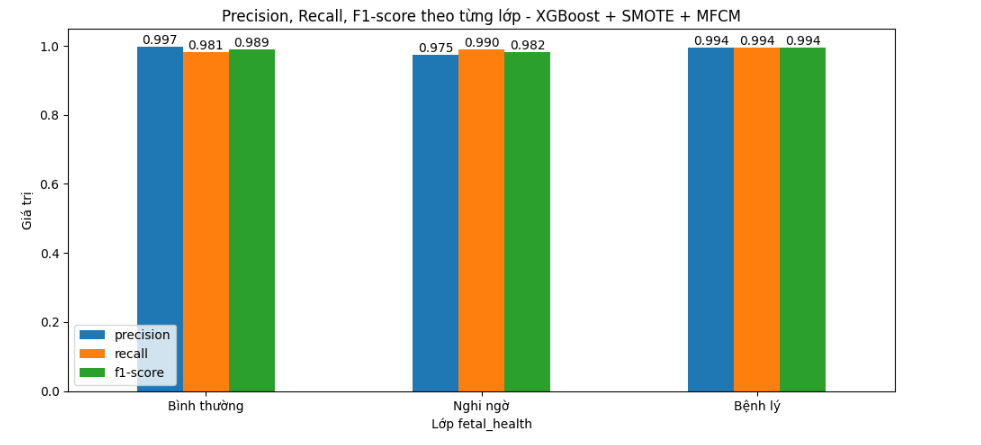 Precision, Recall, F1-score theo từng lớp - XGBoost + SMOTE + MFCM
0.997 0.981 0.989 0.975 0.990 0.982 0.994 0.994 0.994
1.0
0.8
0.6
0.4
0.2
0.0
Giá trị
precision
recall
f1-score
Bình thường Nghi ngờ Bệnh lý
Lớp fetal_health